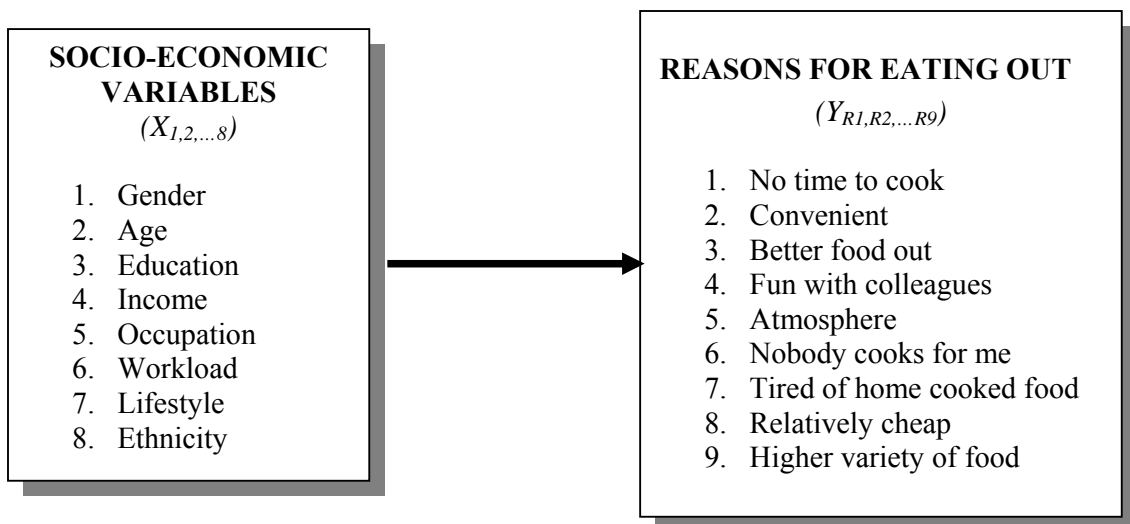 SOCIO-ECONOMIC
VARIABLES
(X1,2,...8)
1. Gender
2. Age
3. Education
4. Income
5. Occupation
6. Workload
7. Lifestyle
8. Ethnicity
REASONS FOR EATING OUT
(YR1,R2,...R9)
1. No time to cook
2. Convenient
3. Better food out
4. Fun with colleagues
5. Atmosphere
6. Nobody cooks for me
7. Tired of home cooked food
8. Relatively cheap
9. Higher variety of food